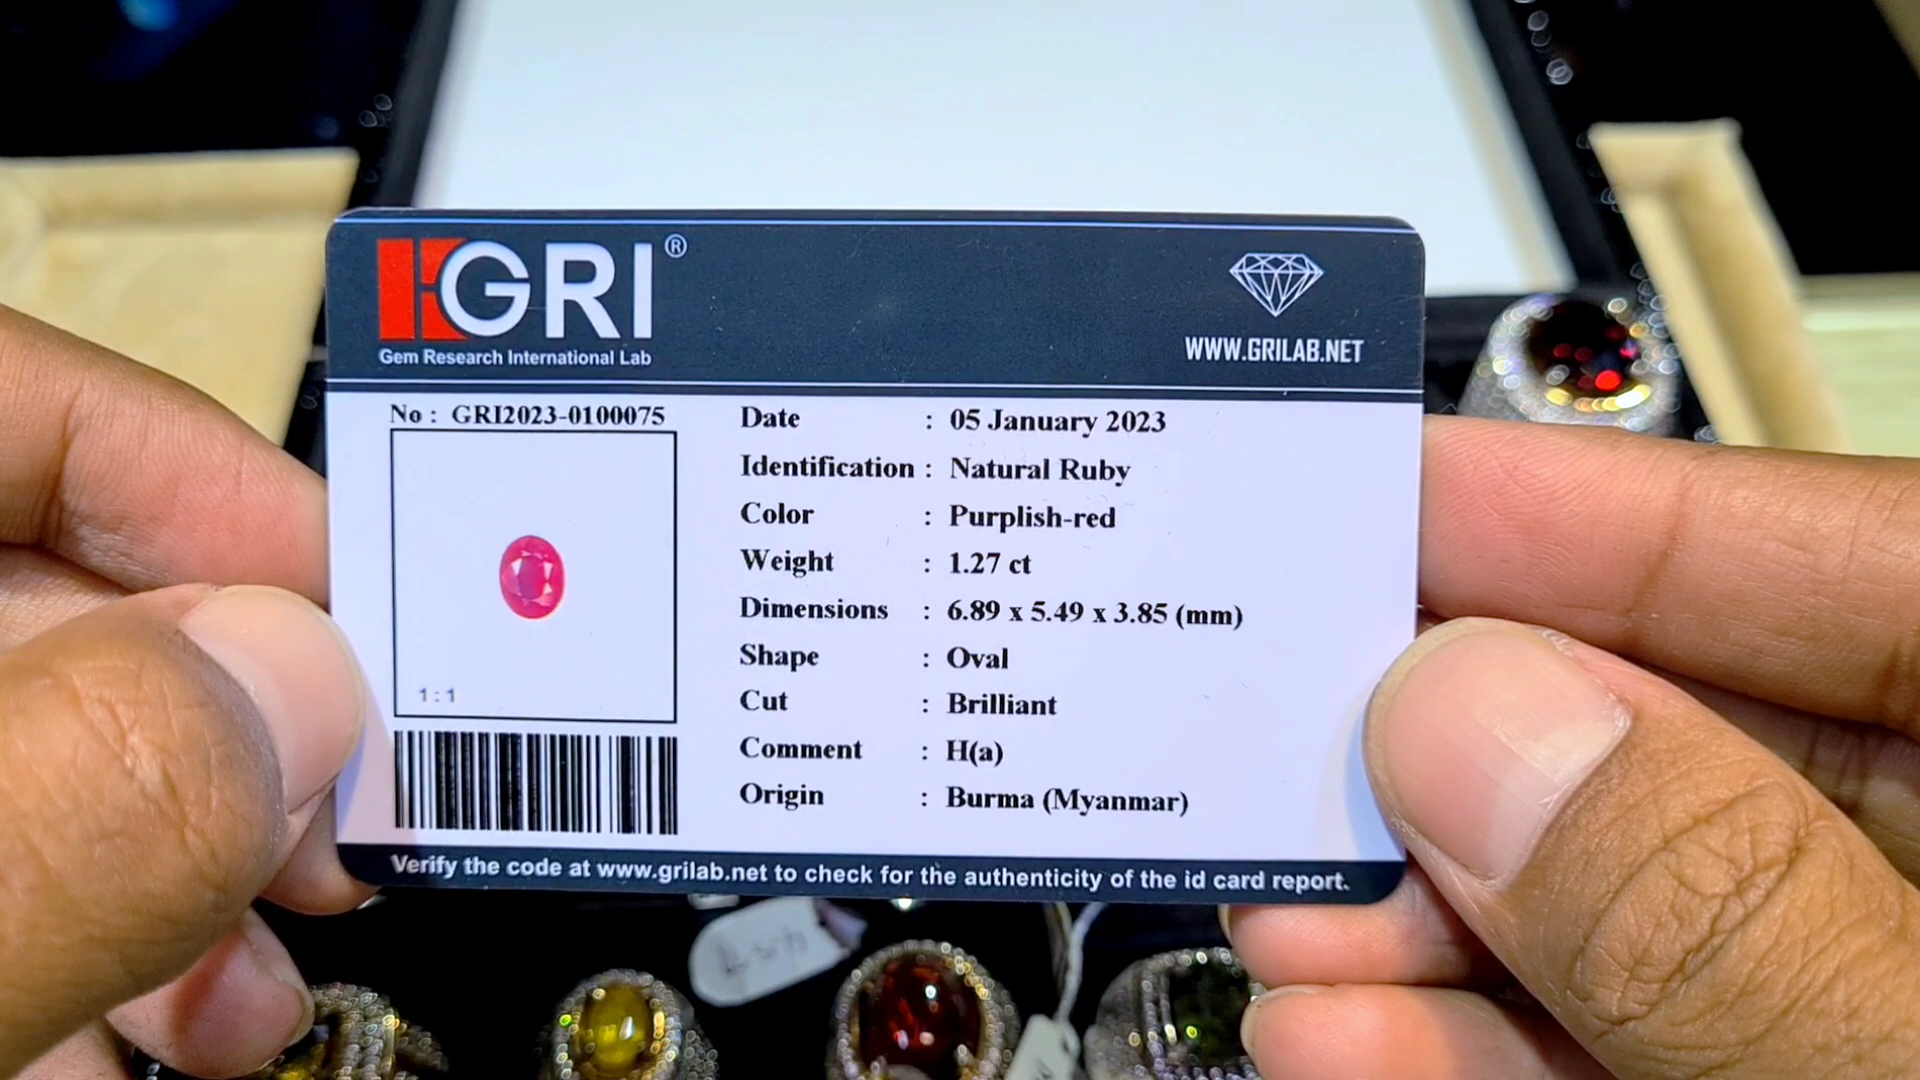 GRI®
Gem Research International Lab
WWW.GRILAB.NET
No : GRI2023-0100075
1 : 1
Date : 05 January 2023
Identification : Natural Ruby
Color : Purplish-red
Weight : 1.27 ct
Dimensions : 6.89 x 5.49 x 3.85 (mm)
Shape : Oval
Cut : Brilliant
Comment : H(a)
Origin : Burma (Myanmar)
Verify the code at www.grilab.net to check for the authenticity of the id card report.